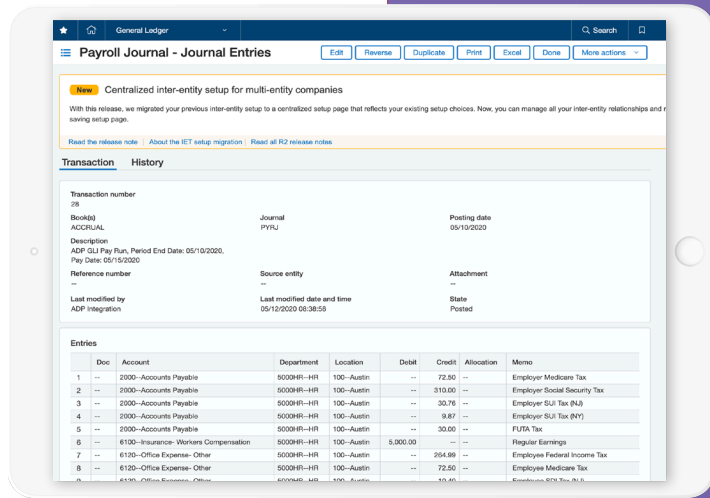 General Ledger
Search
Payroll Journal - Journal Entries
Edit Reverse Duplicate Print Excel Done More actions
New Centralized inter-entity setup for multi-entity companies
With this release, we migrated your previous inter-entity setup to a centralized setup page that reflects your existing setup choices. Now, you can manage all your inter-entity relationships and
saving setup page.
Read the release note | About the IET setup migration | Read all R2 release notes
Transaction History
Transaction number
28
Book(s) Journal Posting date
ACCRUAL PYRJ 05/10/2020
Description
ADP GLI Pay Run, Period End Date: 05/10/2020,
Pay Date: 05/15/2020
Reference number Source entity Attachment
-- -- --
Last modified by Last modified date and time State
ADP Integration 05/12/2020 08:38:58 Posted
Entries
Doc Account Department Location Debit Credit Allocation Memo
1 -- 2000--Accounts Payable 5000HR--HR 100--Austin -- 72.50 -- Employer Medicare Tax
2 -- 2000--Accounts Payable 5000HR--HR 100--Austin -- 310.00 -- Employer Social Security Tax
3 -- 2000--Accounts Payable 5000HR--HR 100--Austin -- 30.76 -- Employer SUI Tax (NJ)
4 -- 2000--Accounts Payable 5000HR--HR 100--Austin -- 9.87 -- Employer SUI Tax (NY)
5 -- 2000--Accounts Payable 5000HR--HR 100--Austin -- 30.00 -- FUTA Tax
6 -- 6100--Insurance- Workers Compensation 5000HR--HR 100--Austin 5,000.00 -- -- Regular Earnings
7 -- 6120--Office Expense- Other 5000HR--HR 100--Austin -- 264.99 -- Employee Federal Income Tax
8 -- 6120--Office Expense- Other 5000HR--HR 100--Austin -- 72.50 -- Employee Medicare Tax